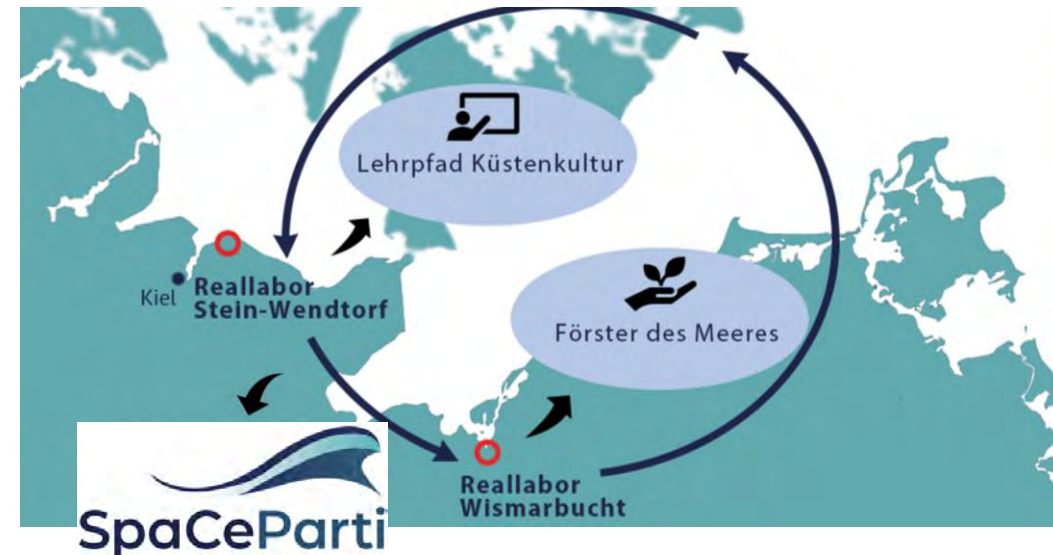 Lehrpfad Küstenkultur
Kiel
Reallabor
Stein-Wendtorf
Förster des Meeres
Reallabor
Wismarbucht
SpaCeParti